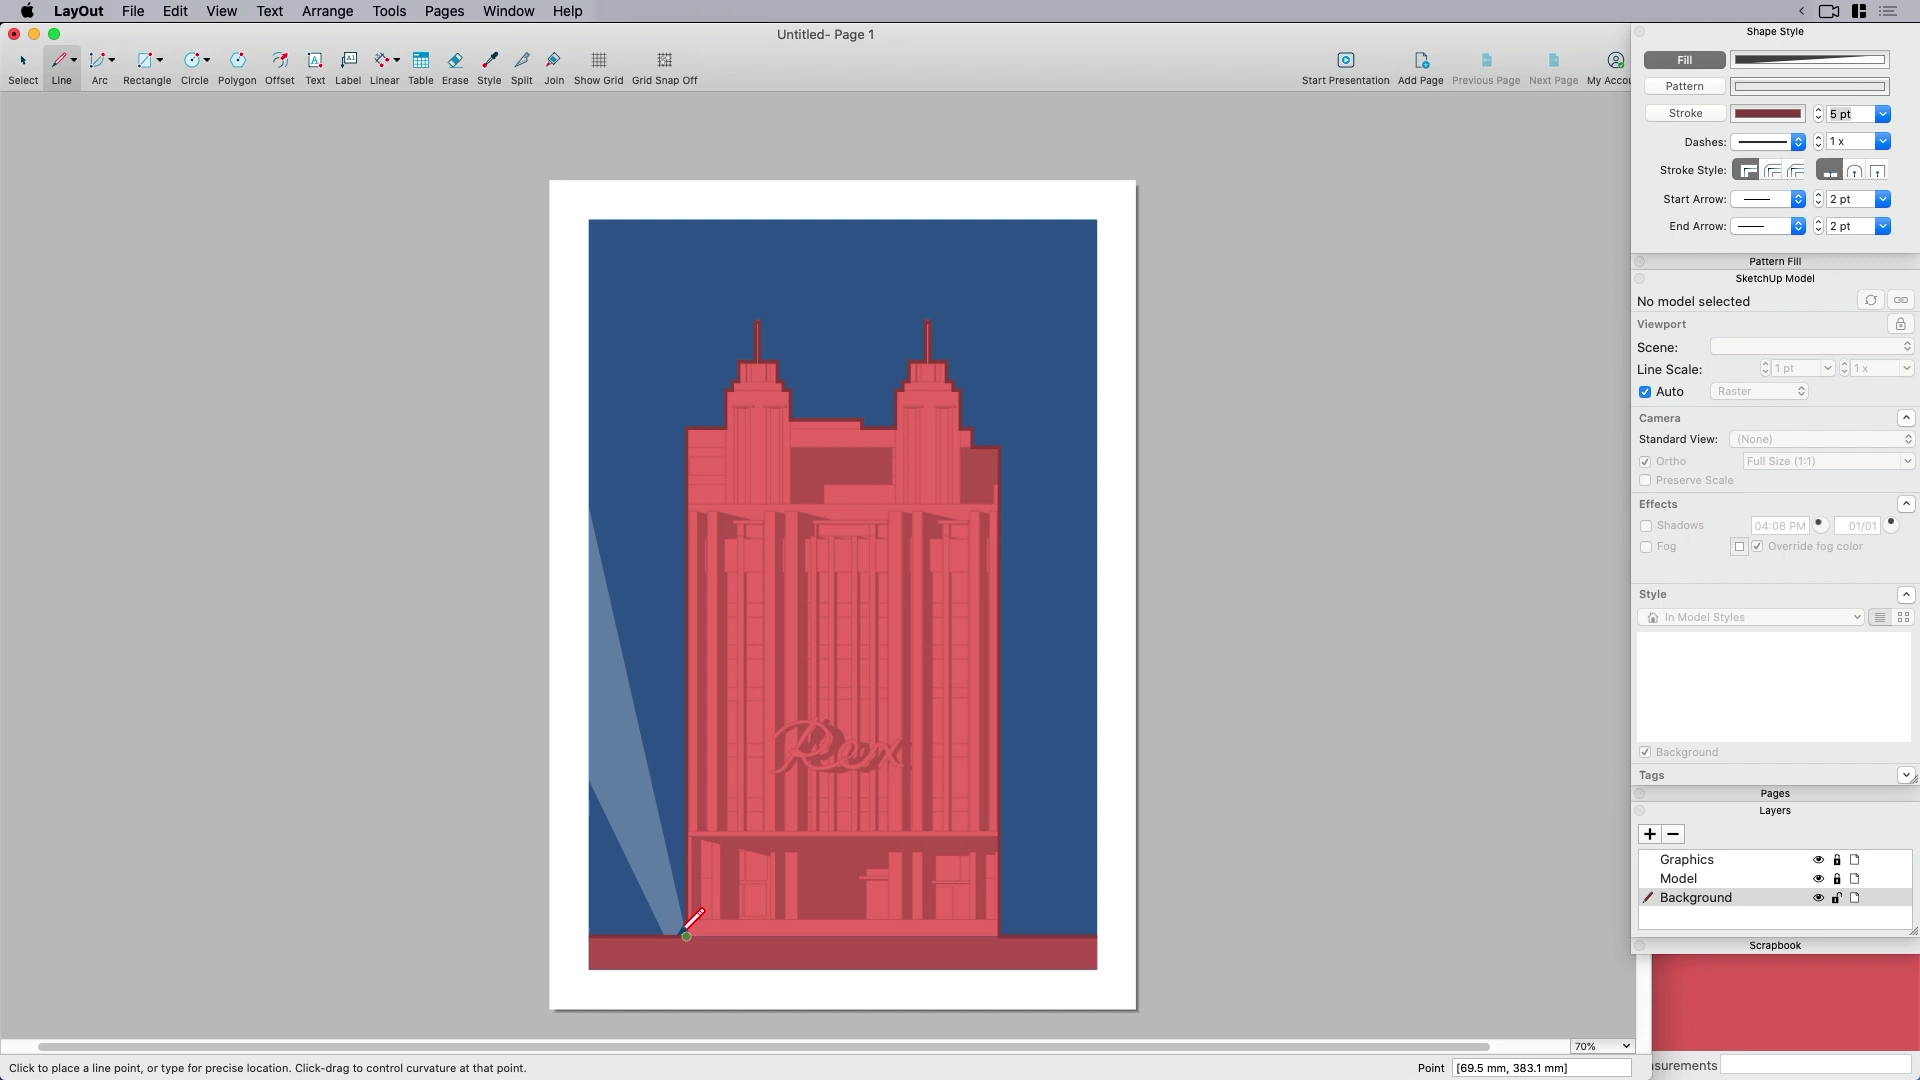 LayOut File Edit View Text Arrange Tools Pages Window Help
Untitled- Page 1
Select Line Arc Rectangle Circle Polygon Offset Text Label Linear Table Erase Style Split Join Show Grid Grid Snap Off Start Presentation Add Page Previous Page Next Page My Accou
Shape Style
Fill
Pattern
Stroke 5 pt
Dashes: 1 x
Stroke Style:
Start Arrow: 2 pt
End Arrow: 2 pt
Pattern Fill
SketchUp Model
No model selected
Viewport
Scene:
Line Scale: 1 pt 1 x
Auto Raster
Camera
Standard View: (None)
Ortho Full Size (1:1)
Preserve Scale
Effects
Shadows 04:08 PM 01/01
Fog Override fog color
Style
In Model Styles
Background
Tags
Pages
Layers
Graphics
Model
Background
Scrapbook
Rex
70%
Click to place a line point, or type for precise location. Click-drag to control curvature at that point.
Point [69.5 mm, 383.1 mm]
surements